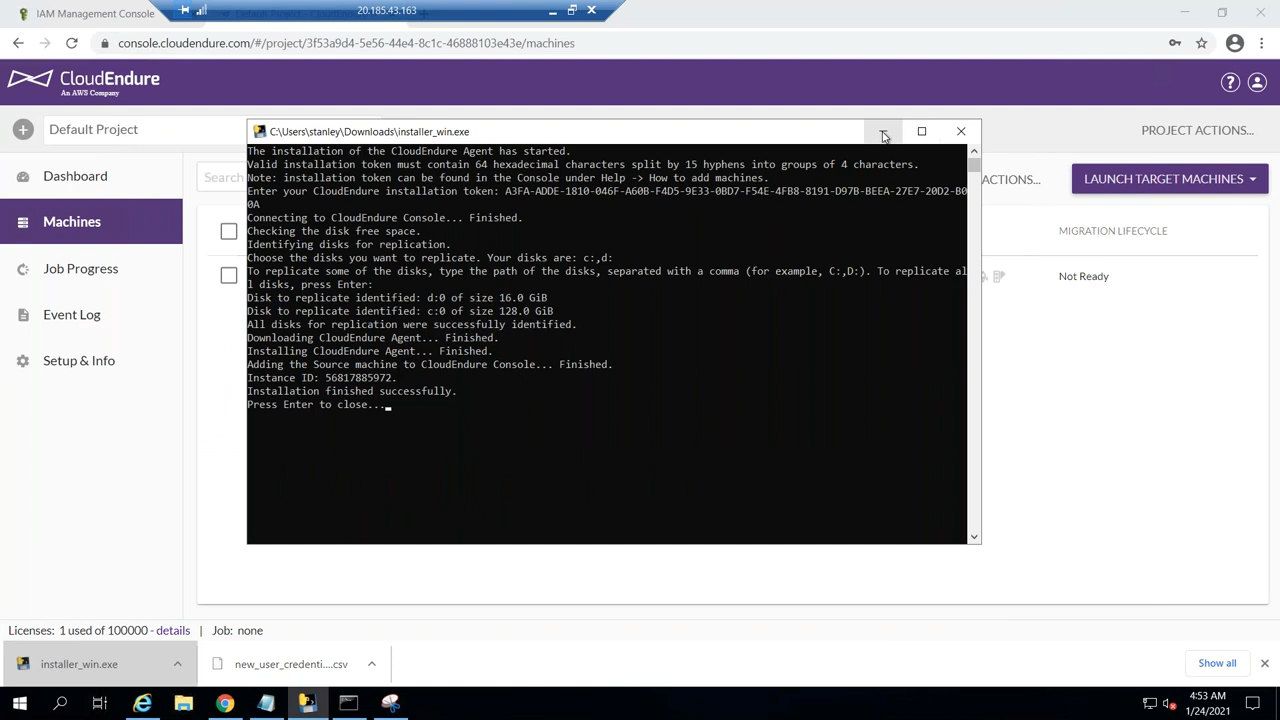 IAM Management Console
20.185.43.163
console.cloudendure.com/#/project/3f53a9d4-5e56-44e4-8c1c-46888103e43e/machines
CloudEndure
An AWS Company
Default Project
PROJECT ACTIONS...
Dashboard
Machines
Job Progress
Event Log
Setup & Info
Search
ACTIONS...
LAUNCH TARGET MACHINES
MIGRATION LIFECYCLE
Not Ready
C:\Users\stanley\Downloads\installer_win.exe
The installation of the CloudEndure Agent has started.
Valid installation token must contain 64 hexadecimal characters split by 15 hyphens into groups of 4 characters.
Note: installation token can be found in the Console under Help -> How to add machines.
Enter your CloudEndure installation token: A3FA-ADDE-1810-046F-A60B-F4D5-9E33-0BD7-F54E-4FB8-8191-D97B-BEEA-27E7-20D2-B0
0A
Connecting to CloudEndure Console... Finished.
Checking the disk free space.
Identifying disks for replication.
Choose the disks you want to replicate. Your disks are: c:,d:
To replicate some of the disks, type the path of the disks, separated with a comma (for example, C:,D:). To replicate al
l disks, press Enter:
Disk to replicate identified: d:0 of size 16.0 GiB
Disk to replicate identified: c:0 of size 128.0 GiB
All disks for replication were successfully identified.
Downloading CloudEndure Agent... Finished.
Installing CloudEndure Agent... Finished.
Adding the Source machine to CloudEndure Console... Finished.
Instance ID: 56817885972.
Installation finished successfully.
Press Enter to close...
Licenses: 1 used of 100000 - details | Job: none
installer_win.exe
new_user_credenti....csv
Show all
4:53 AM
1/24/2021